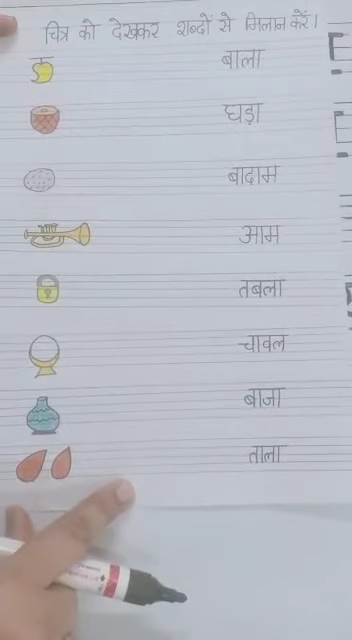 चित्र को देखकर शब्दों से मिलान करें।
बाला
घड़ा
बादाम
आम
तबला
चावल
बाजा
ताला